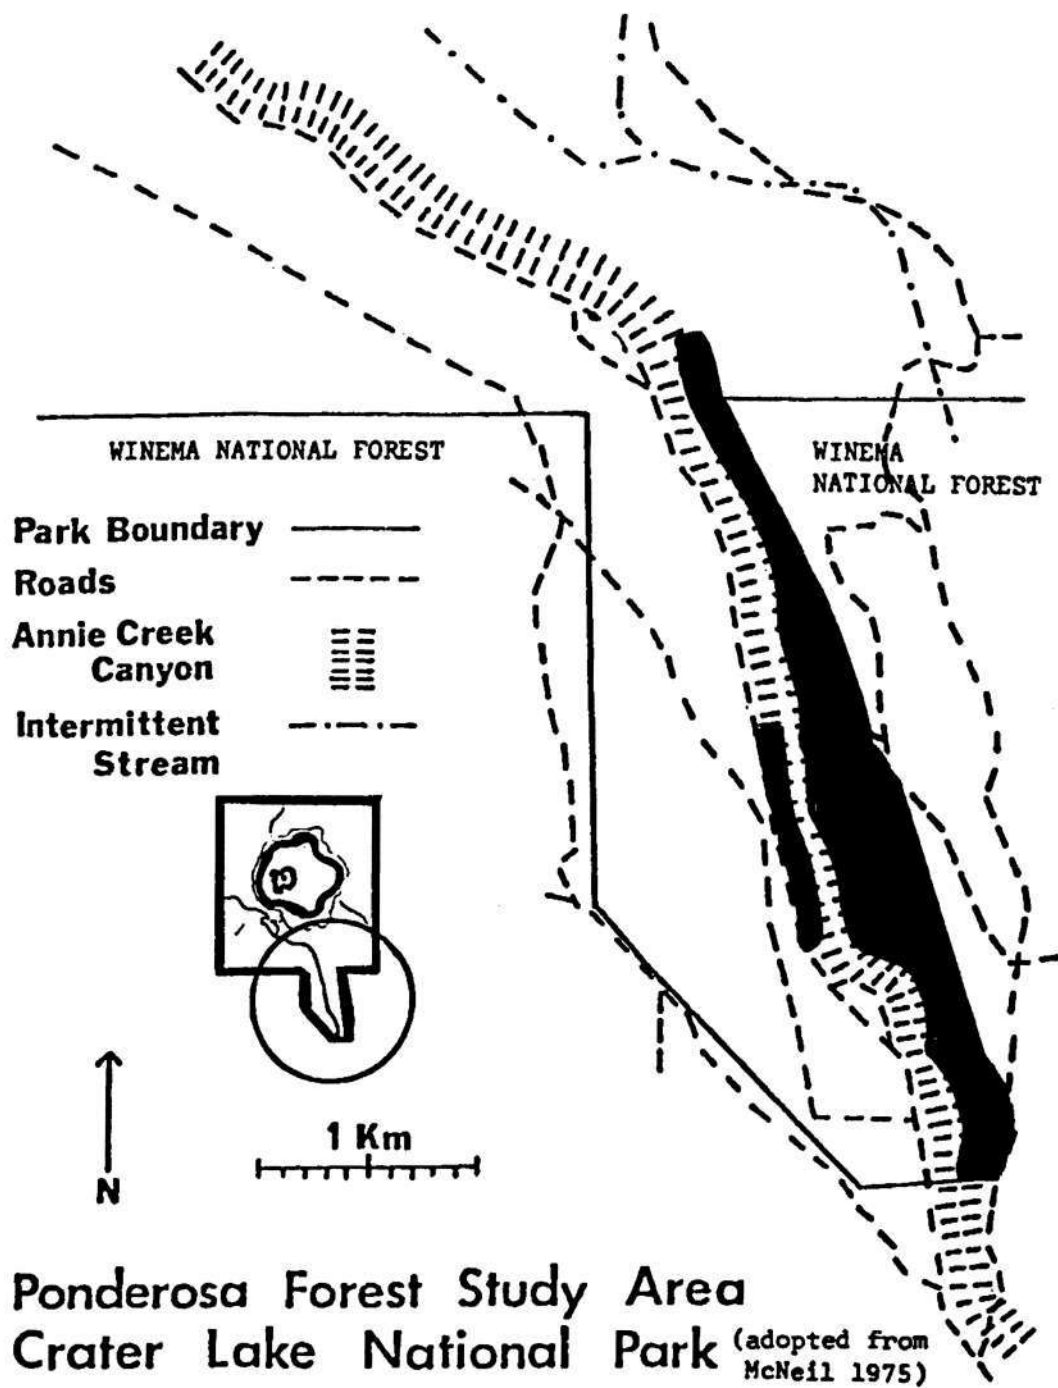 WINEMA NATIONAL FOREST
WINEMA
NATIONAL FOREST
Park Boundary
Roads
Annie Creek
Canyon
Intermittent
Stream
1 Km
N
Ponderosa Forest Study Area
Crater Lake National Park (adopted from
McNeil 1975)